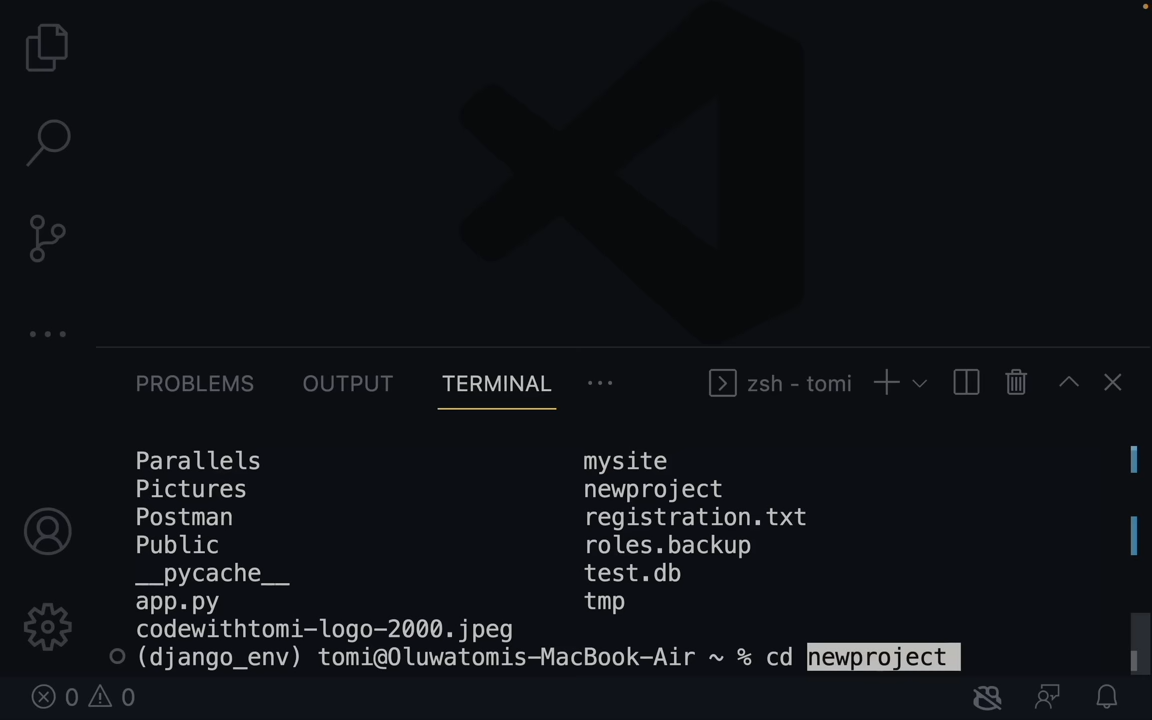 PROBLEMS OUTPUT TERMINAL ··· zsh - tomi
Parallels mysite
Pictures newproject
Postman registration.txt
Public roles.backup
__pycache__ test.db
app.py tmp
codewithtomi-logo-2000.jpeg
(django_env) tomi@Oluwatomis-MacBook-Air ~ % cd newproject
0 0